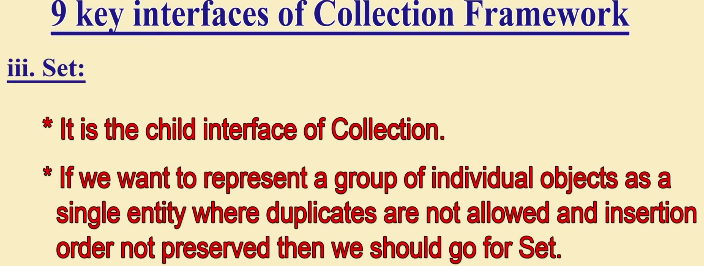 9 key interfaces of Collection Framework
iii. Set:
* It is the child interface of Collection.
* If we want to represent a group of individual objects as a
single entity where duplicates are not allowed and insertion
order not preserved then we should go for Set.